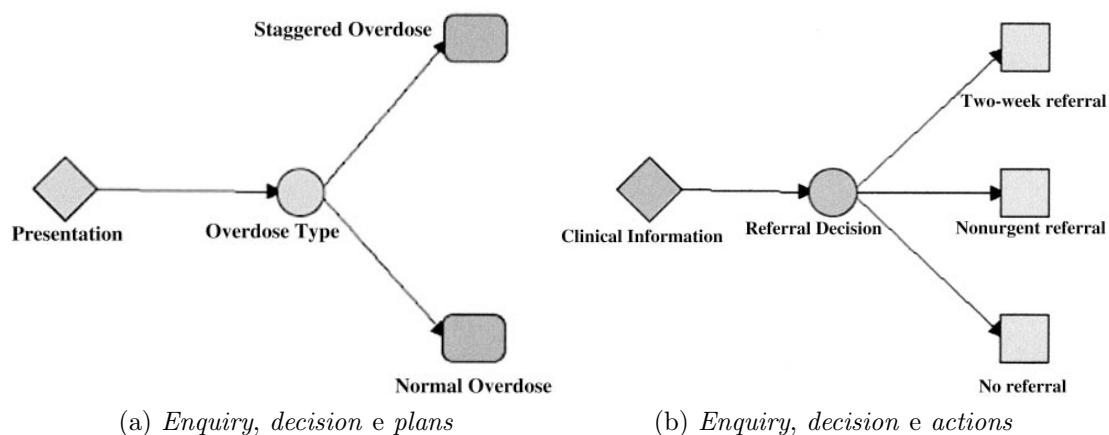 Staggered Overdose
Presentation
Overdose Type
Normal Overdose
(a) Enquiry, decision e plans
Two-week referral
Clinical Information
Referral Decision
Nonurgent referral
No referral
(b) Enquiry, decision e actions